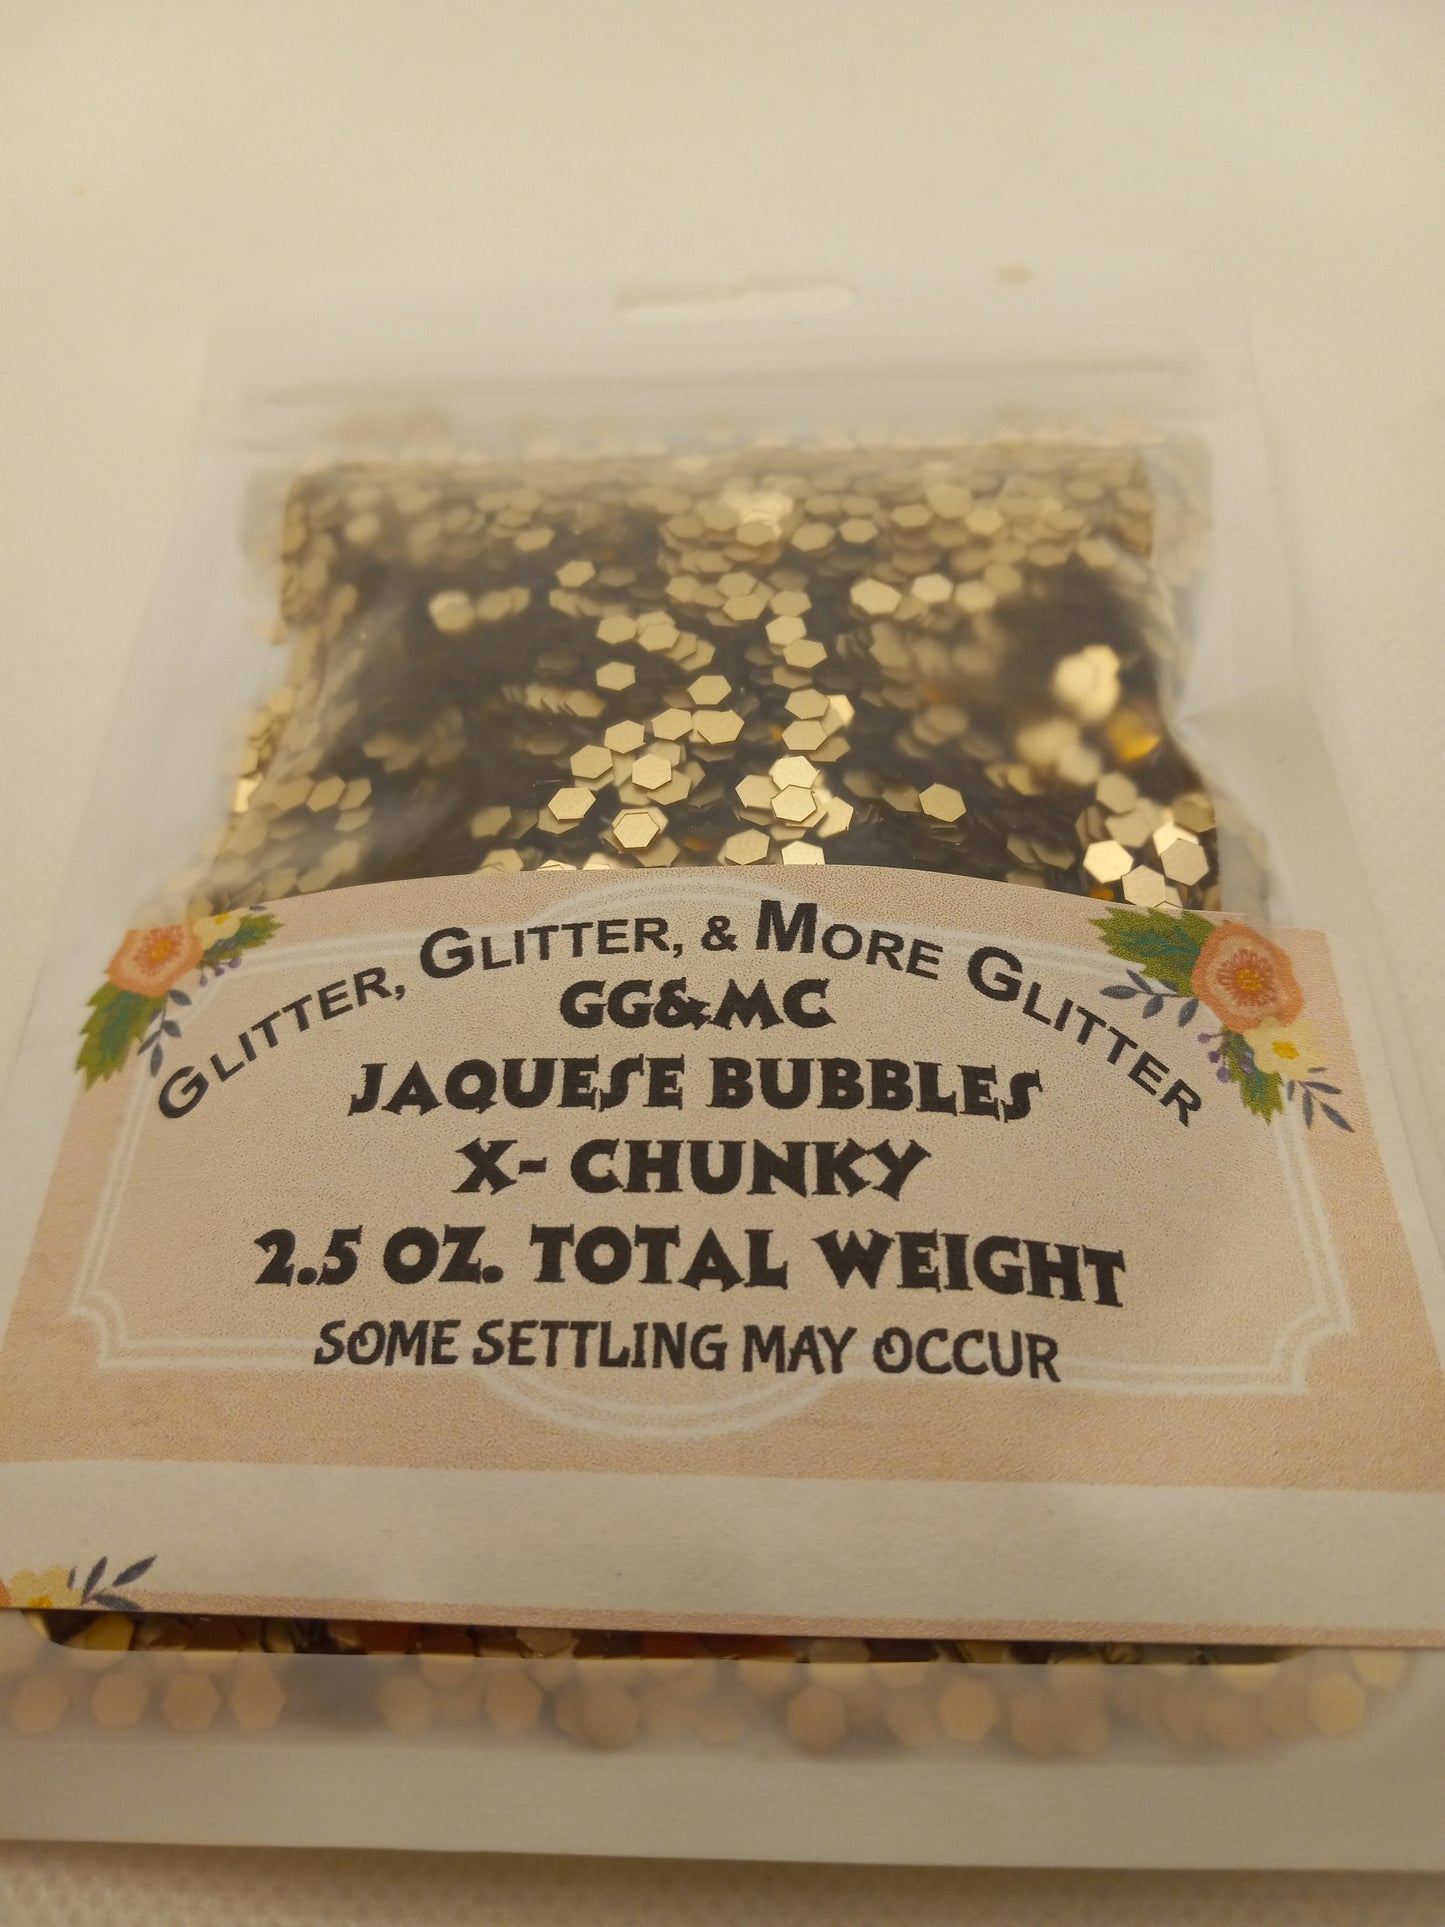 GLITTER, GLITTER, & MORE GLITTER
GG&MC
JAQUESE BUBBLES
X- CHUNKY
2.5 OZ. TOTAL WEIGHT
SOME SETTLING MAY OCCUR